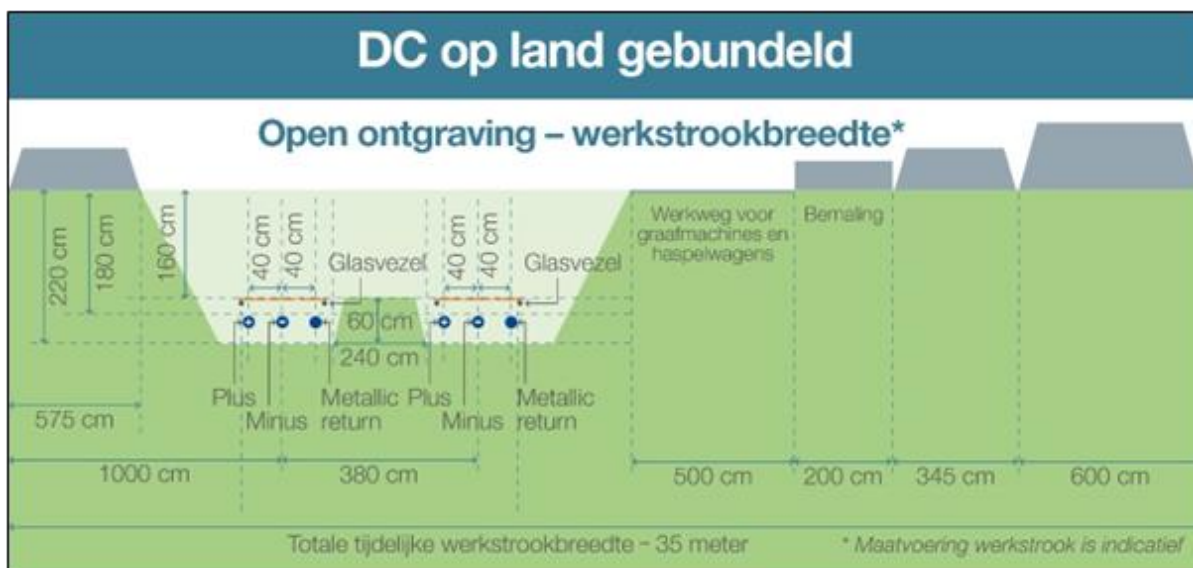 DC op land gebundeld
Open ontgraving – werkstrookbreedte*
220 cm
180 cm
160 cm
40 cm
40 cm
Glasvezel
40 cm
40 cm
Glasvezel
Werkweg voor
graafmachines en
haspelwagens
Bemaling
60 cm
240 cm
Plus
Minus
Metallic
return
Plus
Minus
Metallic
return
575 cm
1000 cm
380 cm
500 cm
200 cm
345 cm
600 cm
Totale tijdelijke werkstrookbreedte – 35 meter
* Maatvoering werkstrook is indicatief